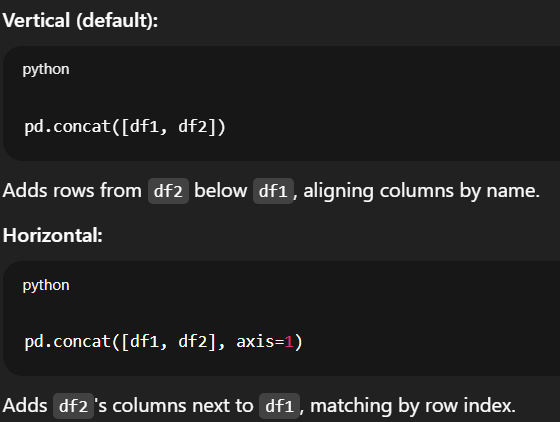 Vertical (default):
python
pd.concat([df1, df2])
Adds rows from df2 below df1, aligning columns by name.
Horizontal:
python
pd.concat([df1, df2], axis=1)
Adds df2's columns next to df1, matching by row index.